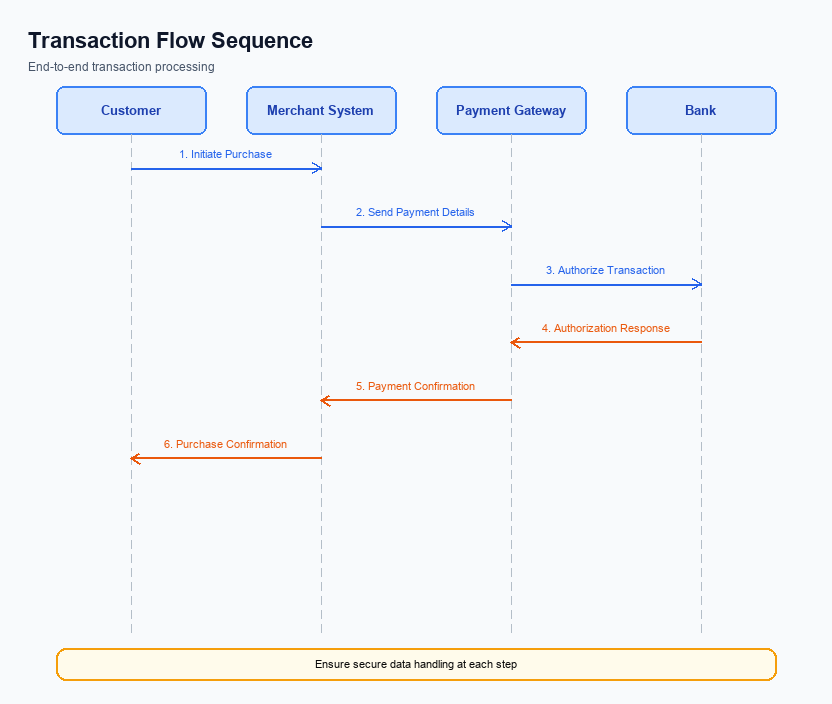 Transaction Flow Sequence
End-to-end transaction processing
Customer
Merchant System
Payment Gateway
Bank
1. Initiate Purchase
2. Send Payment Details
3. Authorize Transaction
4. Authorization Response
5. Payment Confirmation
6. Purchase Confirmation
Ensure secure data handling at each step